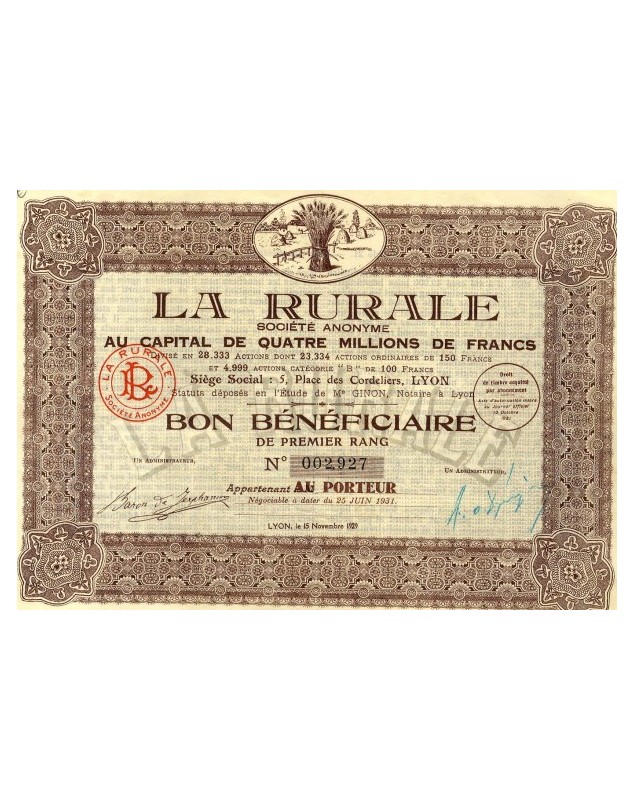 LA RURALE
SOCIÉTÉ ANONYME
AU CAPITAL DE QUATRE MILLIONS DE FRANCS
DIVISÉ EN 28.333 ACTIONS DONT 23.334 ACTIONS ORDINAIRES DE 150 FRANCS
ET 4.999 ACTIONS CATÉGORIE "B" DE 100 FRANCS
Siège Social : 5, Place des Cordeliers, LYON
Statuts déposés en l'Étude de Me GINON, Notaire à Lyon
LA RURALE
SOCIÉTÉ ANONYME
Droit
de timbre acquitté
par abonnement
BON BÉNÉFICIAIRE
DE PREMIER RANG
N° 002,927
UN ADMINISTRATEUR,
UN ADMINISTRATEUR,
Appartenant AU PORTEUR
Négociable à dater du 25 JUIN 1931.
Baron de
LYON, le 15 Novembre 1929